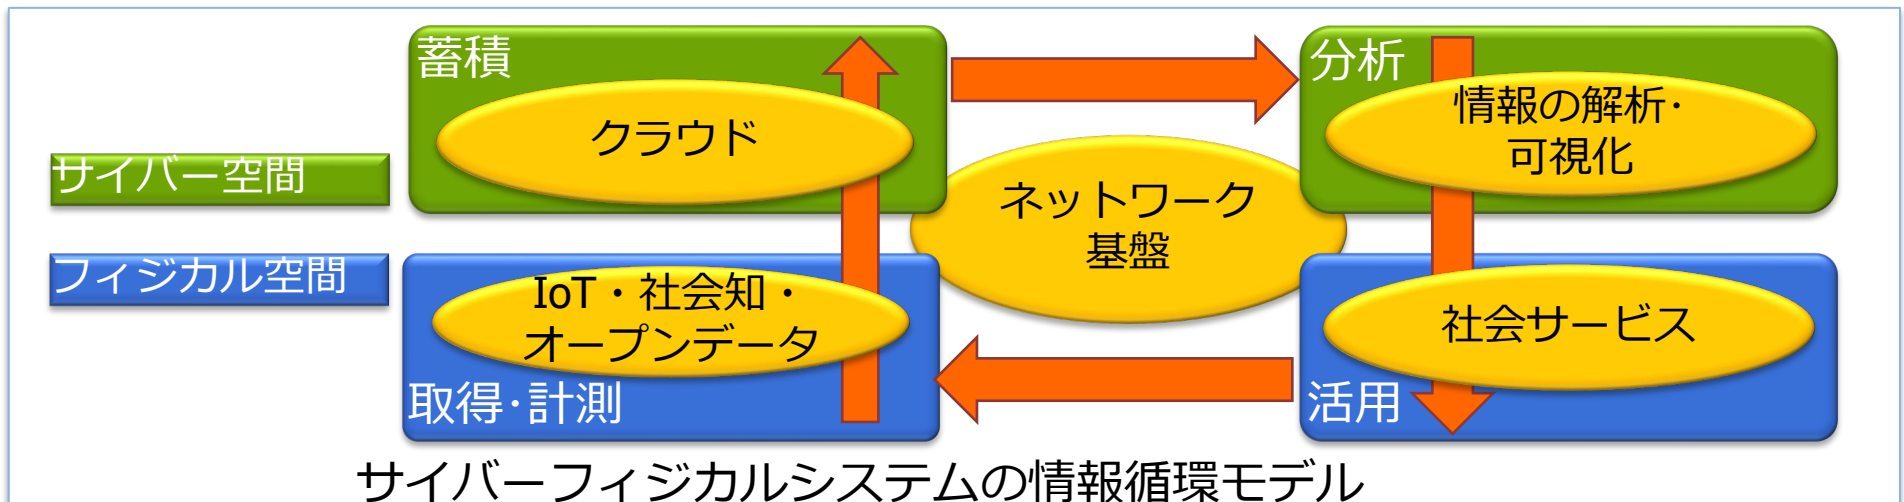 蓄積
クラウド
分析
情報の解析・
可視化
サイバー空間
ネットワーク
基盤
フィジカル空間
IoT・社会知・
オープンデータ
取得・計測
社会サービス
活用
サイバーフィジカルシステムの情報循環モデル